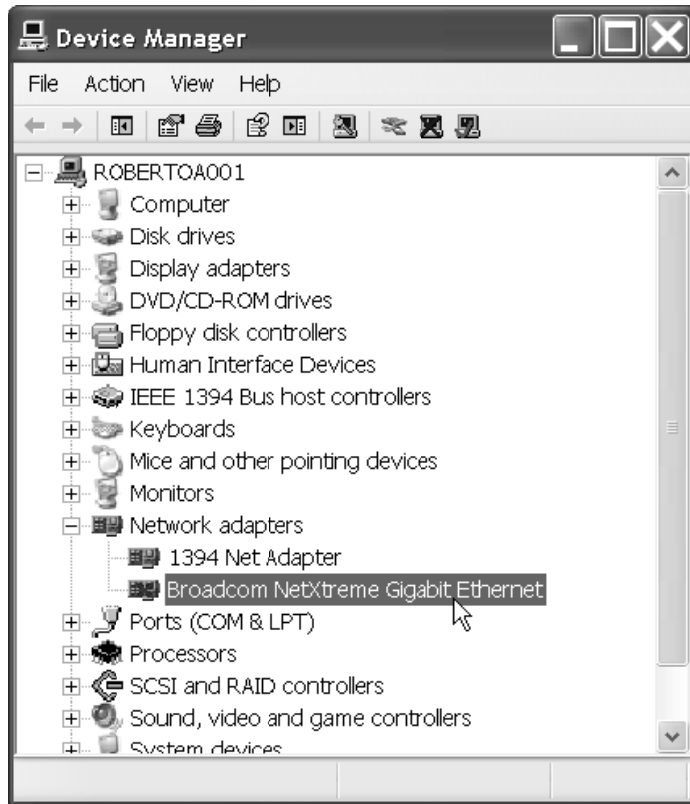 Device Manager
File Action View Help
ROBERTOA001
Computer
Disk drives
Display adapters
DVD/CD-ROM drives
Floppy disk controllers
Human Interface Devices
IEEE 1394 Bus host controllers
Keyboards
Mice and other pointing devices
Monitors
Network adapters
1394 Net Adapter
Broadcom NetXtreme Gigabit Ethernet
Ports (COM & LPT)
Processors
SCSI and RAID controllers
Sound, video and game controllers
System devices